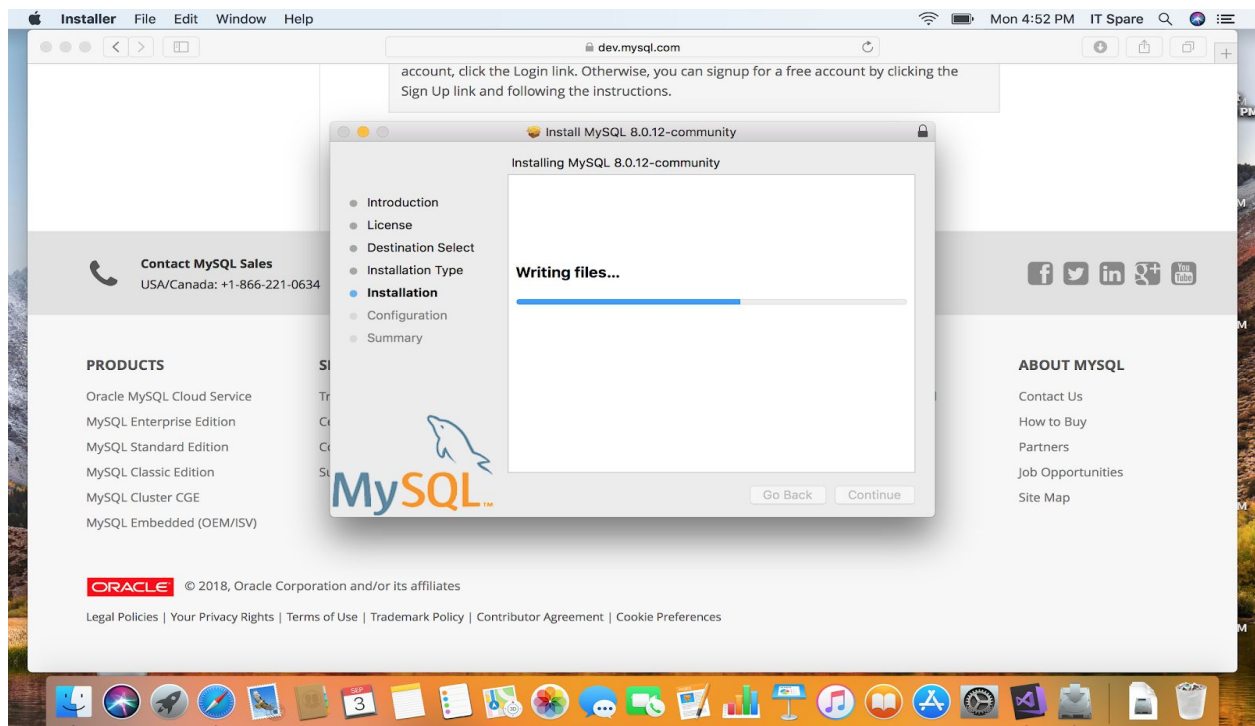 Installer File Edit Window Help
Mon 4:52 PM IT Spare
dev.mysql.com
account, click the Login link. Otherwise, you can signup for a free account by clicking the
Sign Up link and following the instructions.
Install MySQL 8.0.12-community
Installing MySQL 8.0.12-community
Introduction
License
Destination Select
Installation Type
Installation
Configuration
Summary
Writing files...
MySQL™
Go Back Continue
Contact MySQL Sales
USA/Canada: +1-866-221-0634
You Tube
PRODUCTS
Oracle MySQL Cloud Service
MySQL Enterprise Edition
MySQL Standard Edition
MySQL Classic Edition
MySQL Cluster CGE
MySQL Embedded (OEM/ISV)
ABOUT MYSQL
Contact Us
How to Buy
Partners
Job Opportunities
Site Map
ORACLE © 2018, Oracle Corporation and/or its affiliates
Legal Policies | Your Privacy Rights | Terms of Use | Trademark Policy | Contributor Agreement | Cookie Preferences
SEP
3